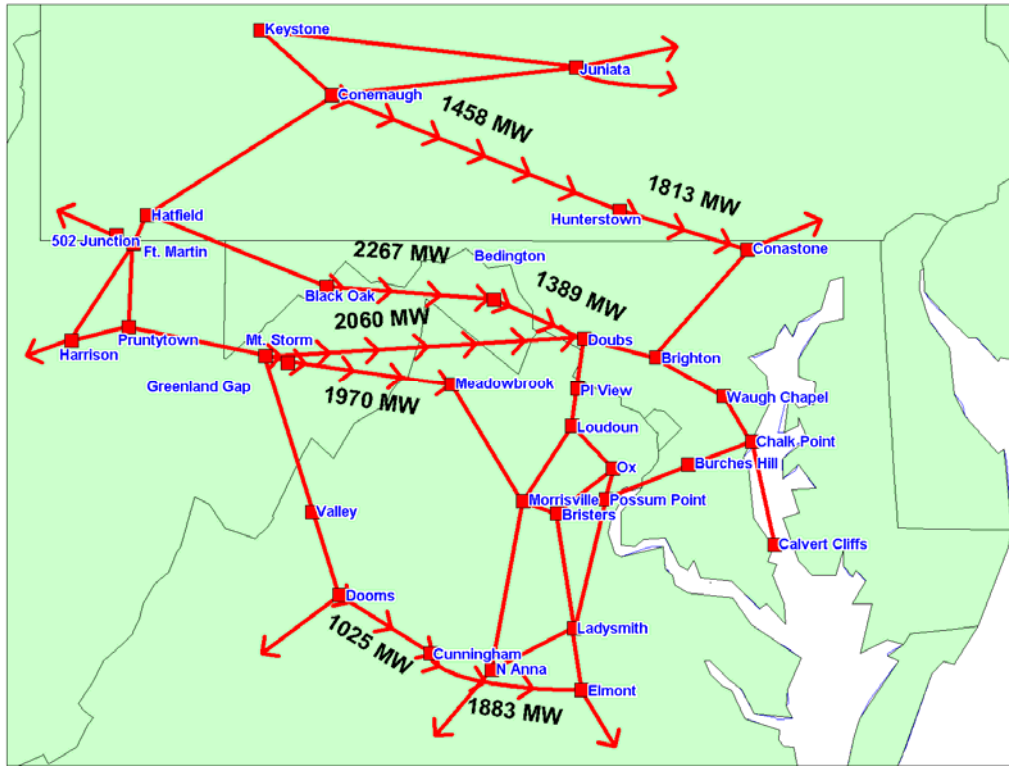 Keystone
Juniata
Conemaugh
1458 MW
1813 MW
Hunterstown
Hatfield
502 Junction
Ft. Martin
Conastone
2267 MW
Bedington
Black Oak
1389 MW
2060 MW
Pruntytown
Mt. Storm
Doubs
Harrison
Brighton
Greenland Gap
Meadowbrook
1970 MW
Pl View
Waugh Chapel
Loudoun
Chalk Point
Ox
Burches Hill
Morrisville
Possum Point
Valley
Bristers
Calvert Cliffs
Dooms
1025 MW
Ladysmith
Cunningham
N Anna
Elmont
1883 MW